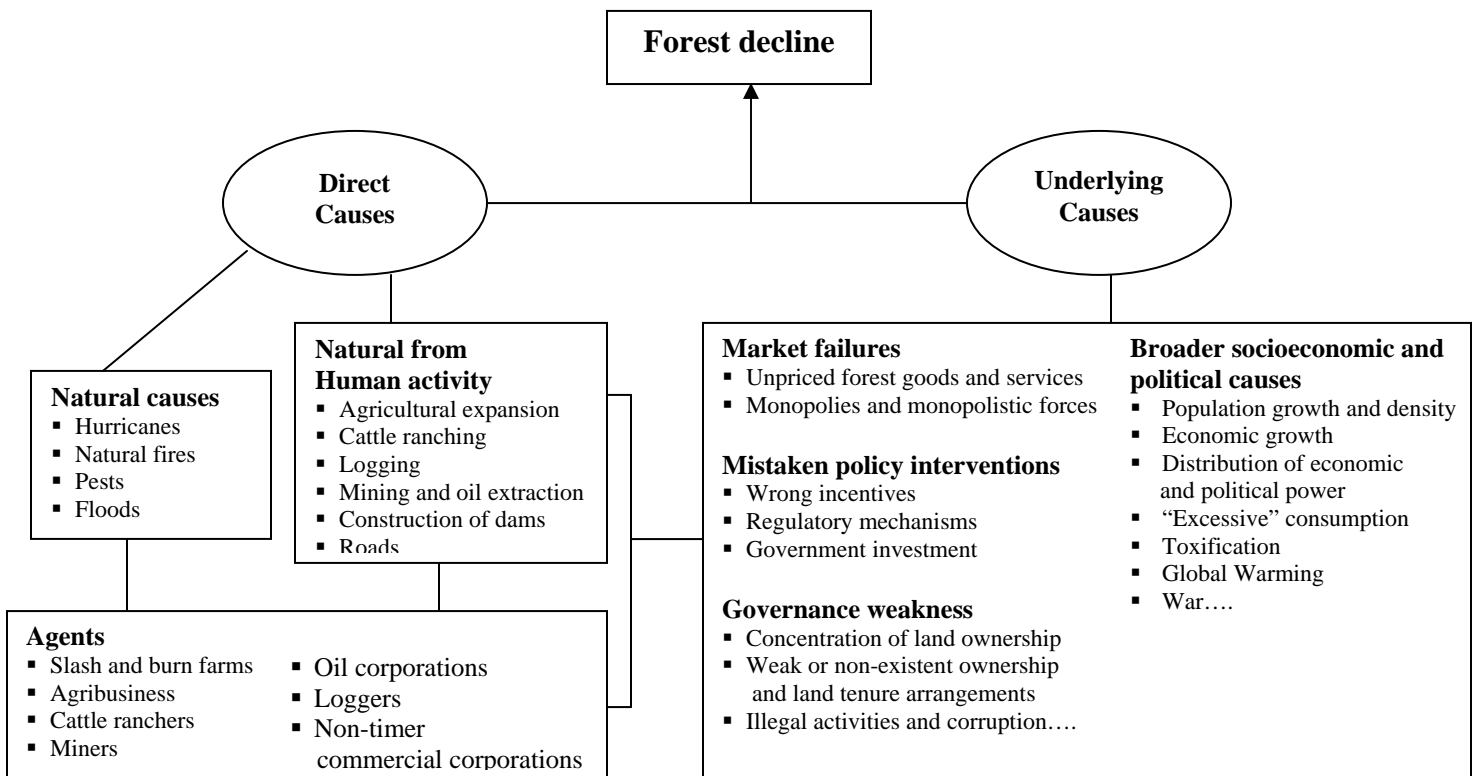 Forest decline
Direct
Causes
Underlying
Causes
Natural causes
▪ Hurricanes
▪ Natural fires
▪ Pests
▪ Floods
Natural from
Human activity
▪ Agricultural expansion
▪ Cattle ranching
▪ Logging
▪ Mining and oil extraction
▪ Construction of dams
▪ Roads
Agents
▪ Slash and burn farms
▪ Agribusiness
▪ Cattle ranchers
▪ Miners
▪ Oil corporations
▪ Loggers
▪ Non-timer
commercial corporations
Market failures
▪ Unpriced forest goods and services
▪ Monopolies and monopolistic forces
Mistaken policy interventions
▪ Wrong incentives
▪ Regulatory mechanisms
▪ Government investment
Governance weakness
▪ Concentration of land ownership
▪ Weak or non-existent ownership
and land tenure arrangements
▪ Illegal activities and corruption….
Broader socioeconomic and
political causes
▪ Population growth and density
▪ Economic growth
▪ Distribution of economic
and political power
▪ “Excessive” consumption
▪ Toxification
▪ Global Warming
▪ War….